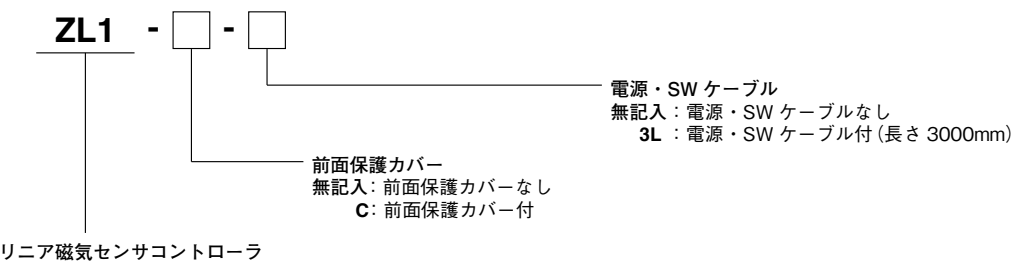 ZL1 - □ - □
電源・SW ケーブル
無記入：電源・SW ケーブルなし
3L ：電源・SW ケーブル付（長さ 3000mm）
前面保護カバー
無記入：前面保護カバーなし
C：前面保護カバー付
リニア磁気センサコントローラ